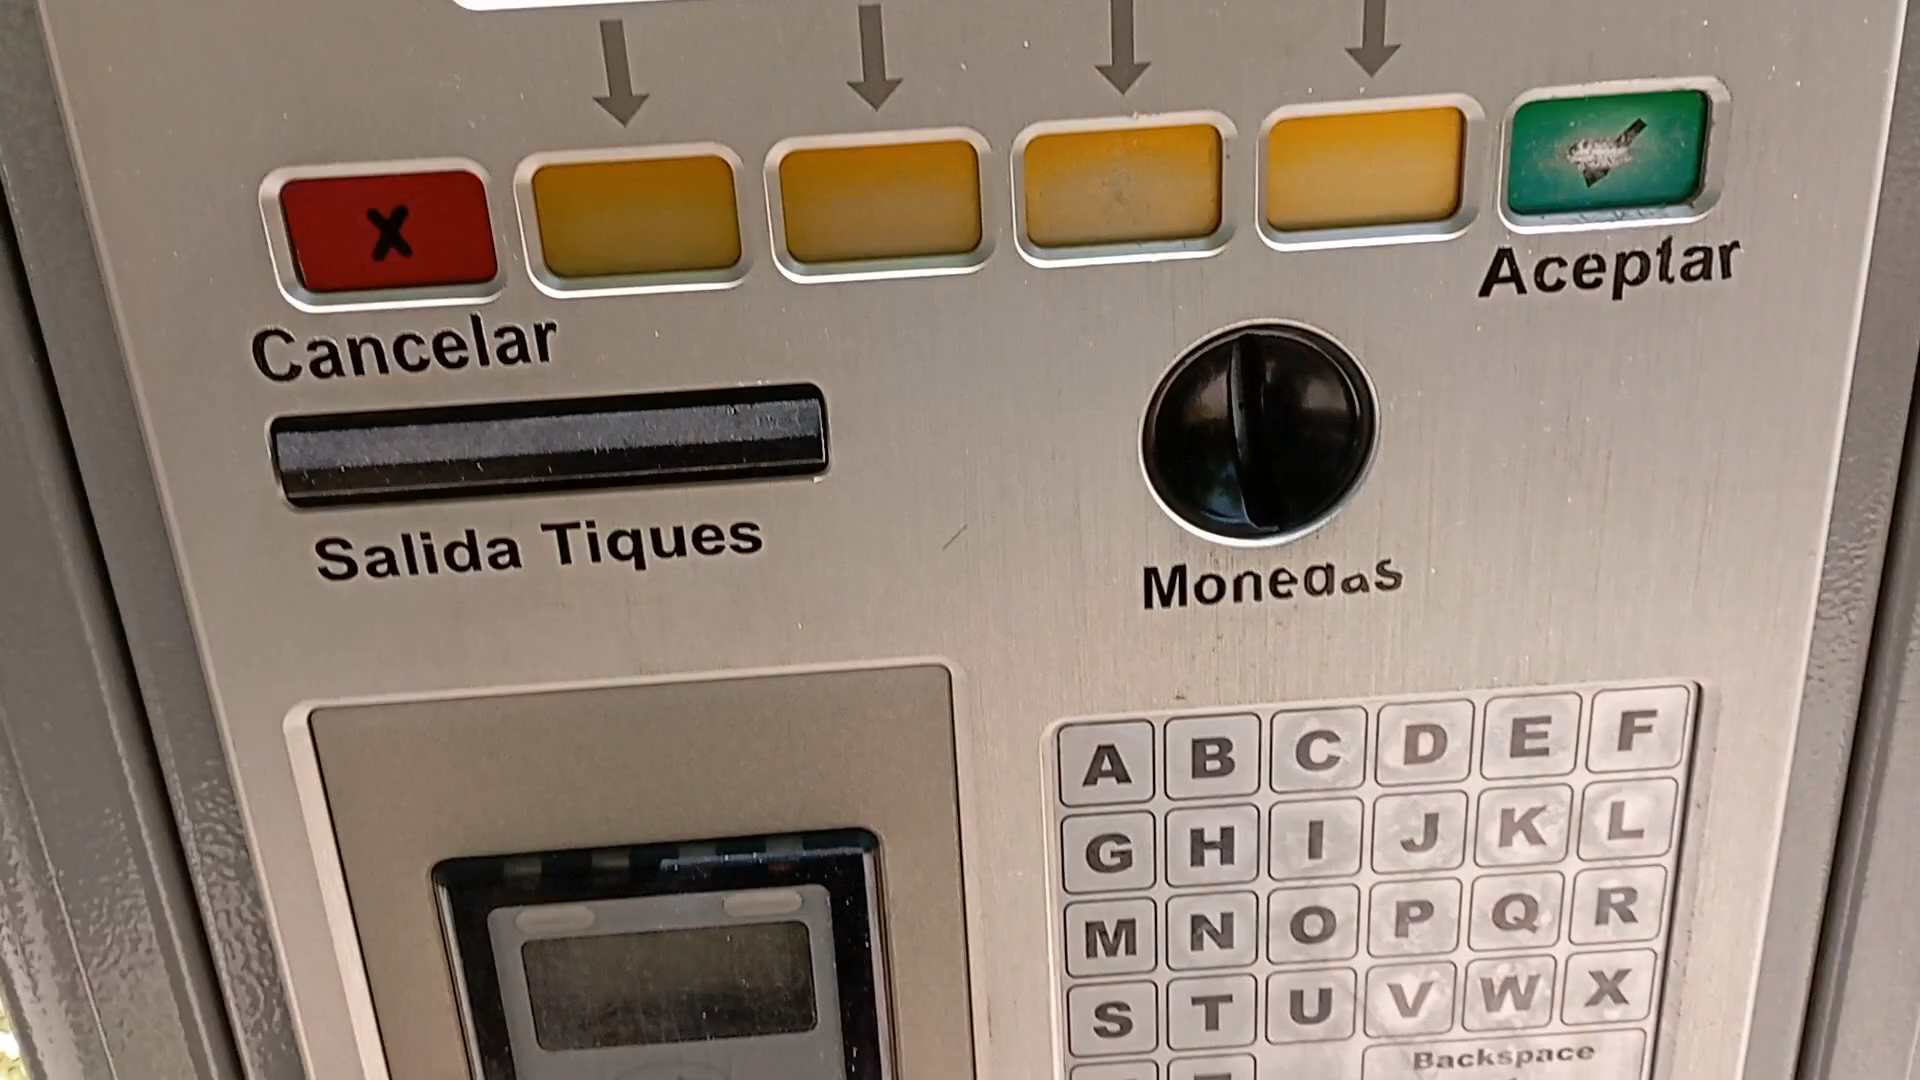 X
Aceptar
Cancelar
Salida Tiques
Monedas
A B C D E F
G H I J K L
M N O P Q R
S T U V W X
Backspace